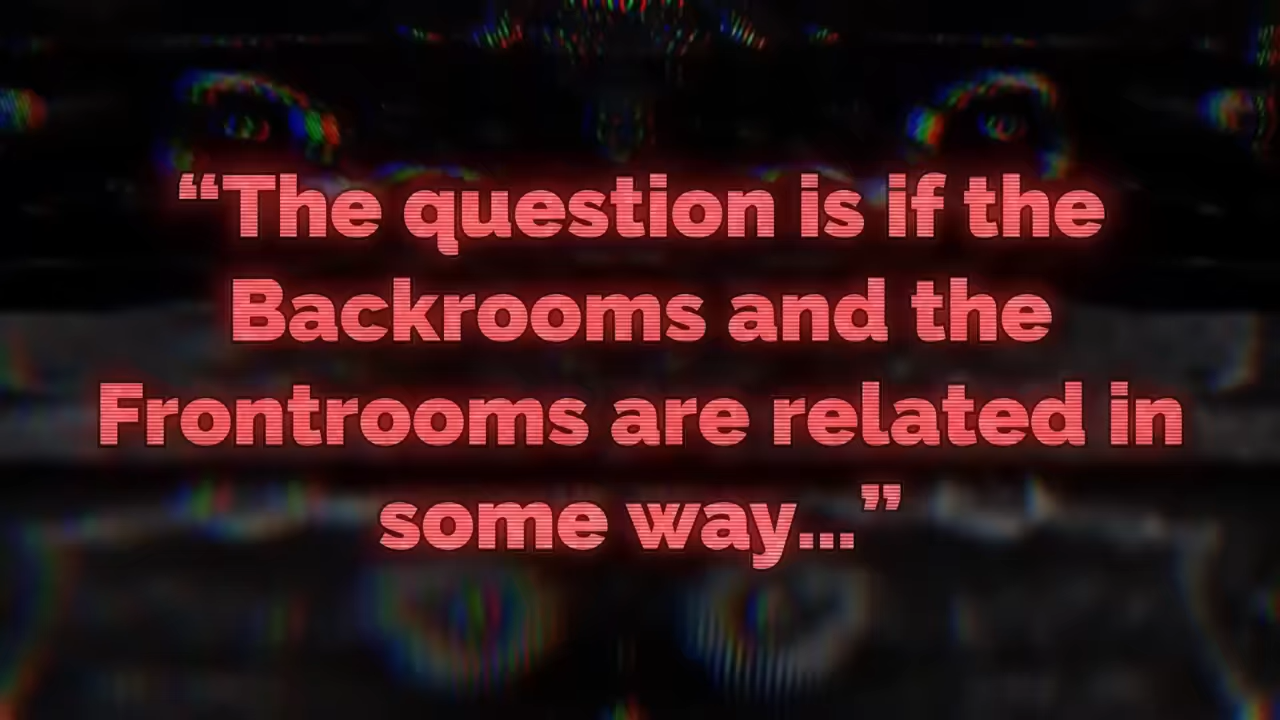 “The question is if the
Backrooms and the
Frontrooms are related in
some way...”